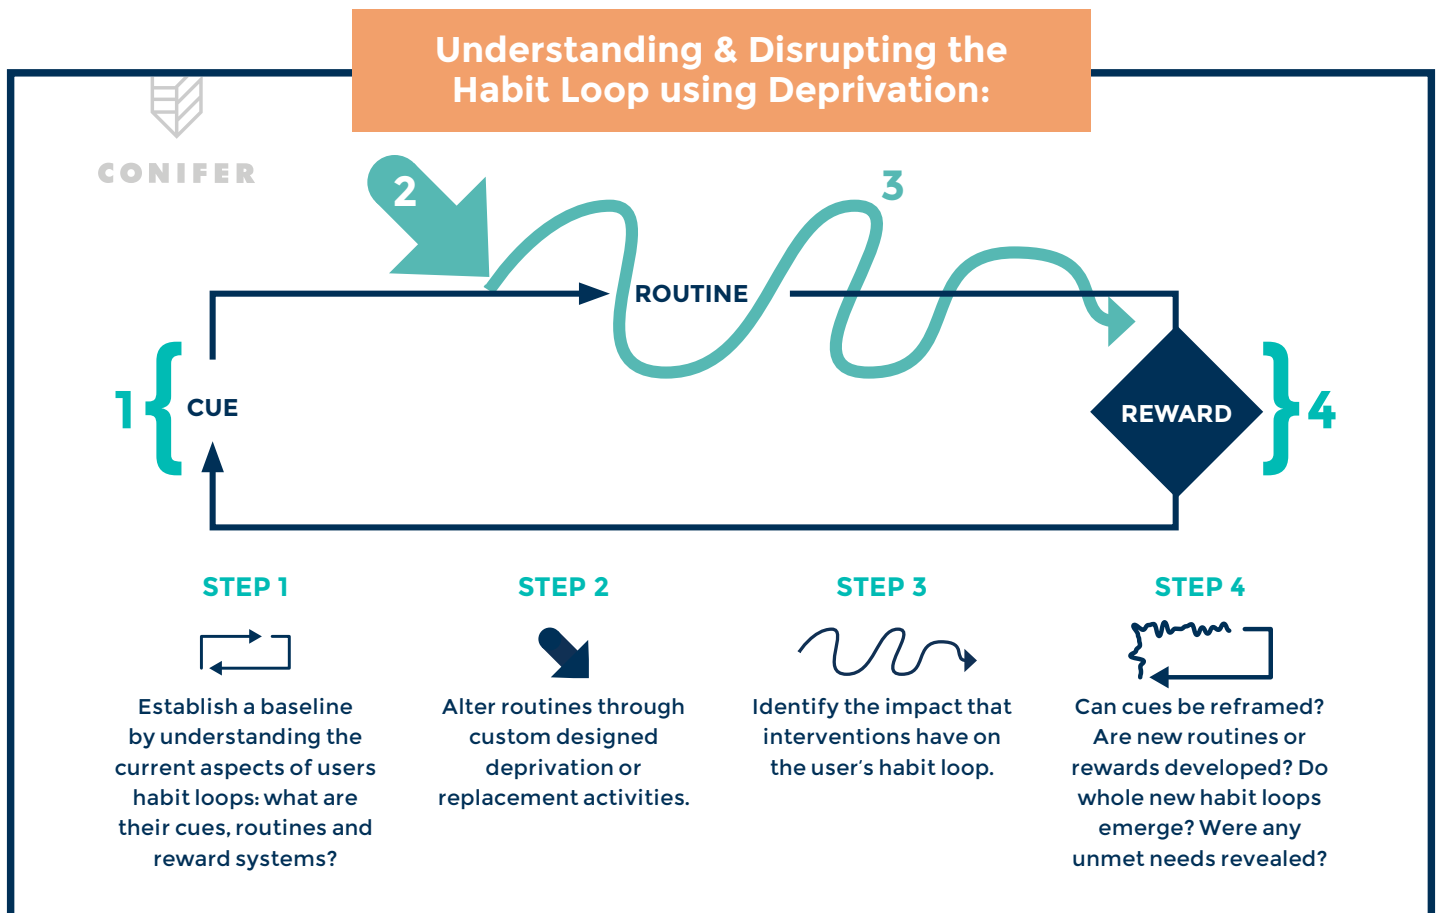 Understanding & Disrupting the
Habit Loop using Deprivation:
CONIFER
2
3
ROUTINE
1
CUE
REWARD
4
STEP 1
Establish a baseline
by understanding the
current aspects of users
habit loops: what are
their cues, routines and
reward systems?
STEP 2
Alter routines through
custom designed
deprivation or
replacement activities.
STEP 3
Identify the impact that
interventions have on
the user's habit loop.
STEP 4
Can cues be reframed?
Are new routines or
rewards developed? Do
whole new habit loops
emerge? Were any
unmet needs revealed?